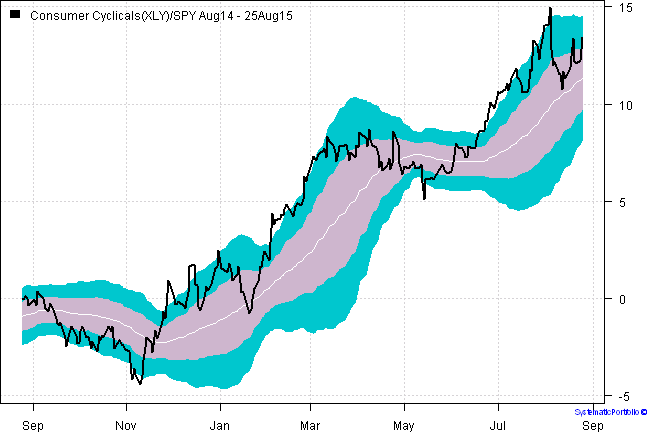 Consumer Cyclicals(XLY)/SPY Aug14 - 25Aug15
15
10
5
0
-5
Sep Nov Jan Mar May Jul Sep
SystematicPortfolio ©